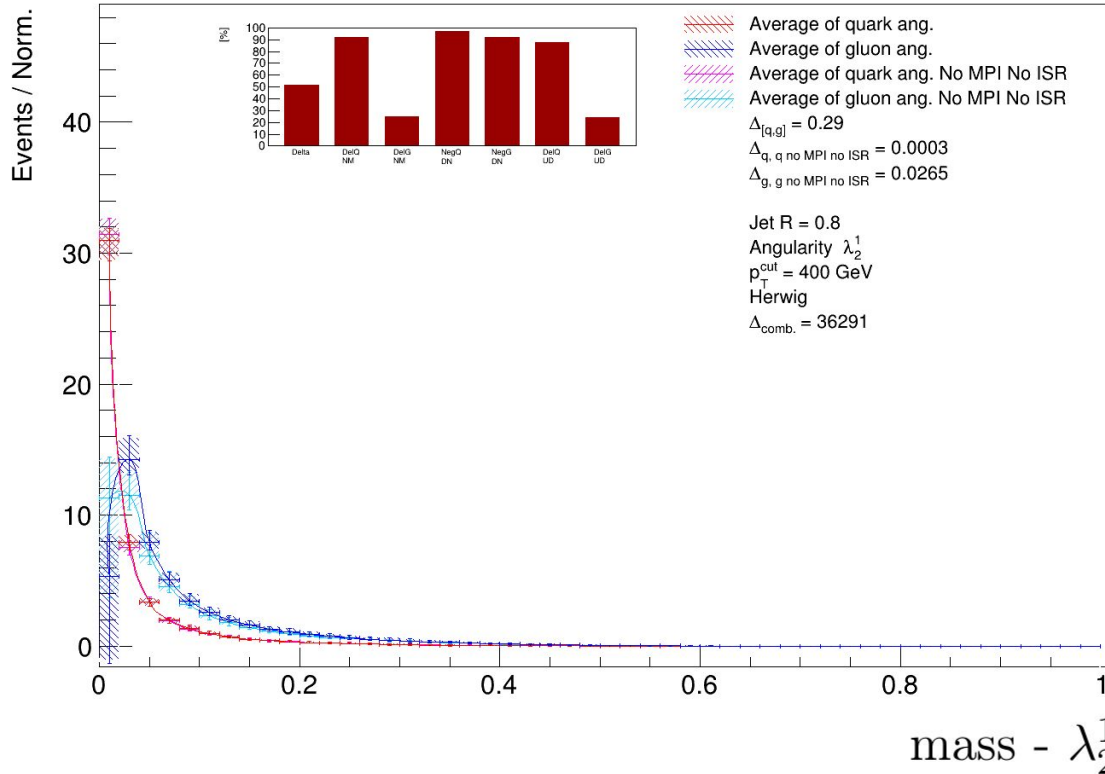 Events / Norm.
40
30
20
10
0
0
0.2
0.4
0.6
0.8
1
mass - λ₂¹
[%]
100
90
80
70
60
50
40
30
20
10
0
Delta
DelQ
NM
DelG
NM
NegQ
DN
NegG
DN
DelQ
UD
DelG
UD
Average of quark ang.
Average of gluon ang.
Average of quark ang. No MPI No ISR
Average of gluon ang. No MPI No ISR
Δ[q,g] = 0.29
Δq, q no MPI no ISR = 0.0003
Δg, g no MPI no ISR = 0.0265
Jet R = 0.8
Angularity λ₂¹
p_T^cut = 400 GeV
Herwig
Δcomb. = 36291